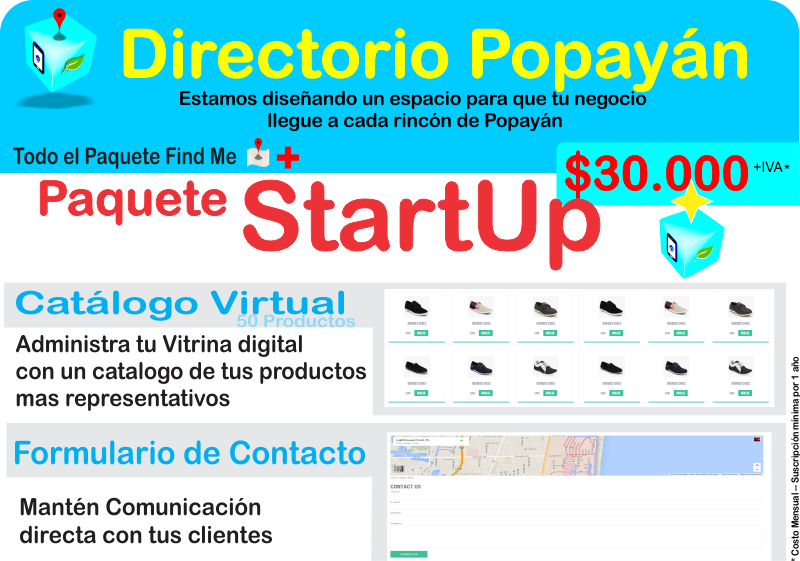 Directorio Popayán
Estamos diseñando un espacio para que tu negocio
llegue a cada rincón de Popayán
Todo el Paquete Find Me
$30.000 +IVA*
Paquete StartUp
Catálogo Virtual
50 Productos
Administra tu Vitrina digital
con un catalogo de tus productos
mas representativos
Formulario de Contacto
CONTACT US
Mantén Comunicación
directa con tus clientes
* Costo Mensual -- Suscripción mínima por 1 año